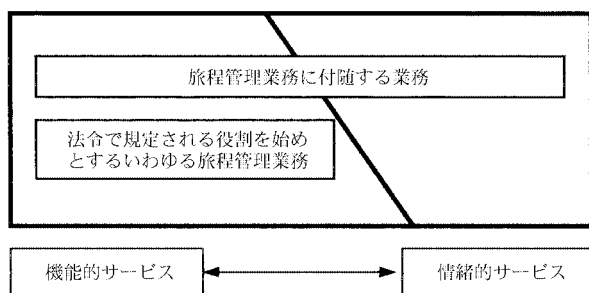 旅程管理業務に付随する業務
法令で規定される役割を始め
とするいわゆる旅程管理業務
機能的サービス
情緒的サービス